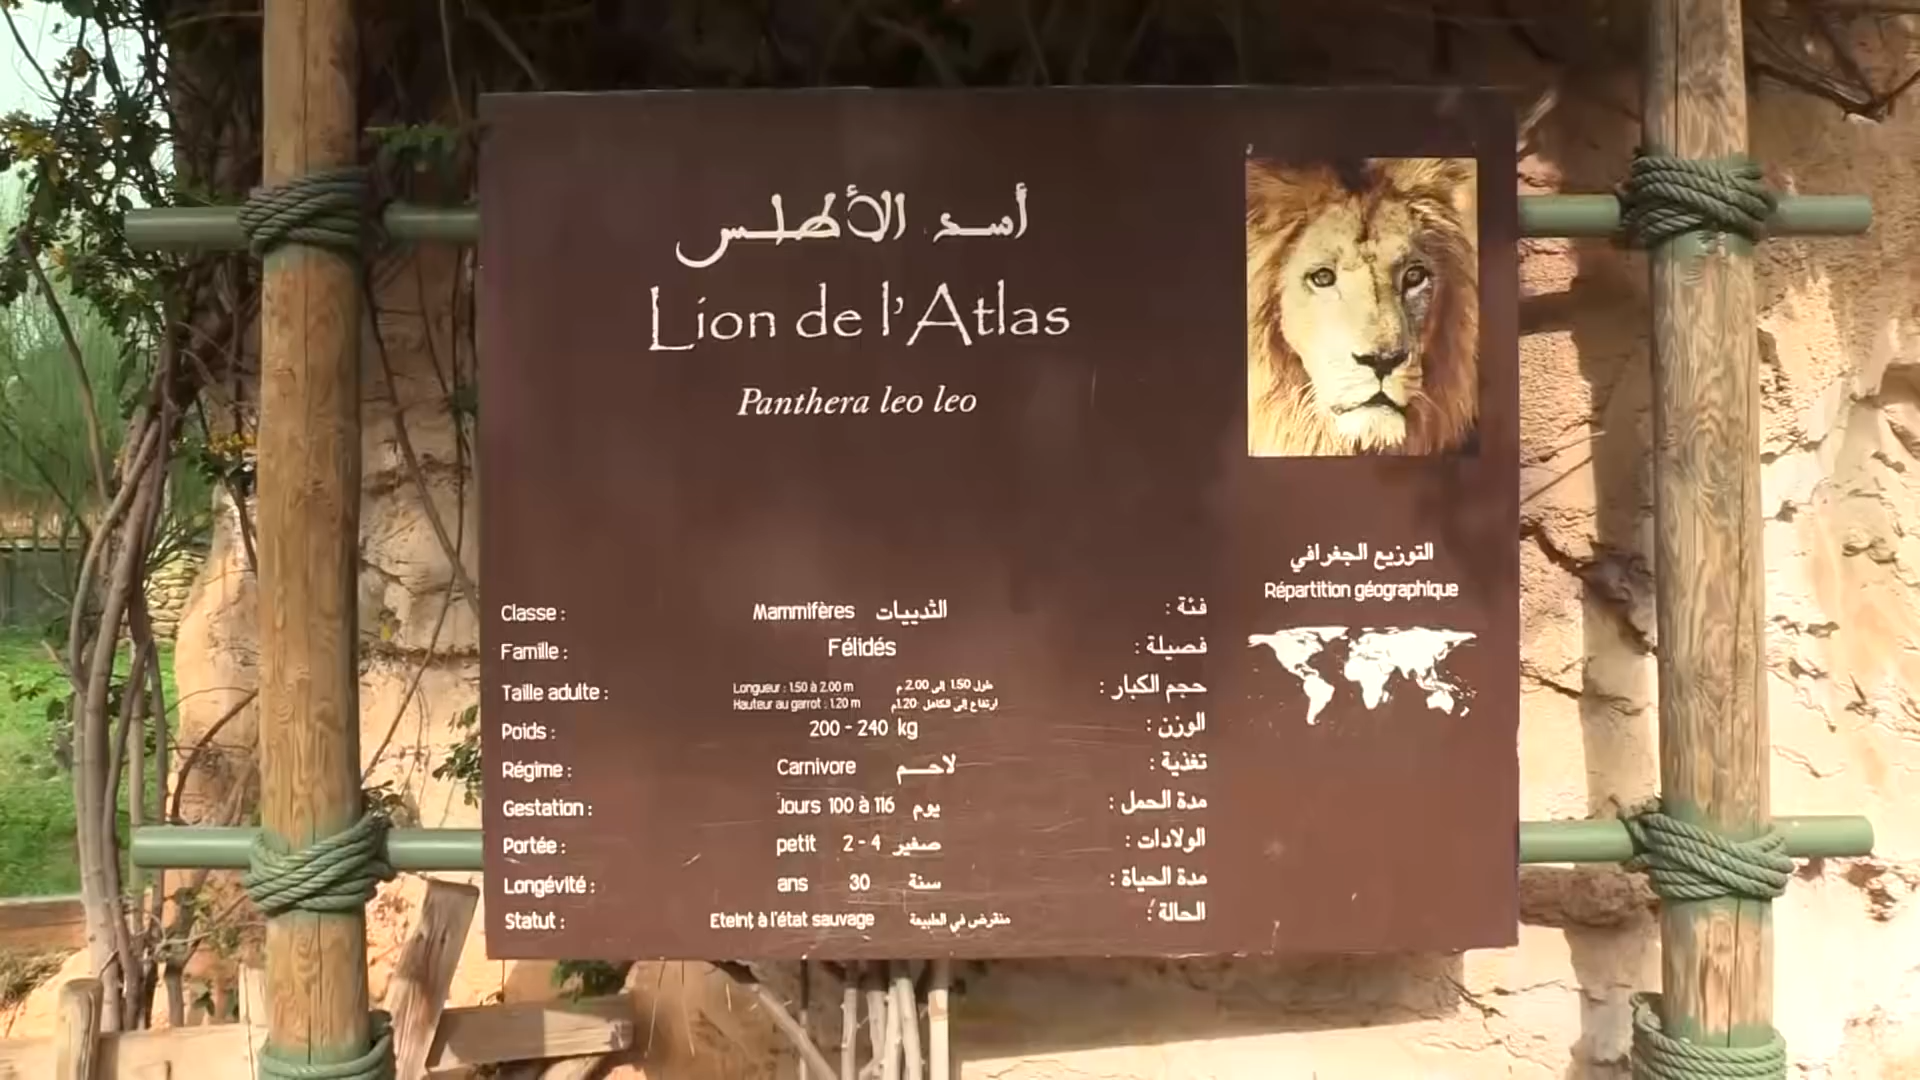 أسد الأطلس
Lion de l'Atlas
Panthera leo leo
التوزيع الجغرافي
Répartition géographique
Classe : Mammifères الثدييات فئة :
Famille : Félidés فصيلة :
Taille adulte : Longueur : 1.50 à 2.00 m طول 1.50 إلى 2.00 م حجم الكبار :
Hauteur au garrot : 1.20 m ارتفاع إلى الكاهل : 1.20م
Poids : 200 - 240 kg الوزن :
Régime : Carnivore لاحم تغذية :
Gestation : Jours 100 à 116 يوم مدة الحمل :
Portée : petit 2 - 4 صغير الولادات :
Longévité : ans 30 سنة مدة الحياة :
Statut : Eteint à l'état sauvage منقرض في الطبيعة الحالة :